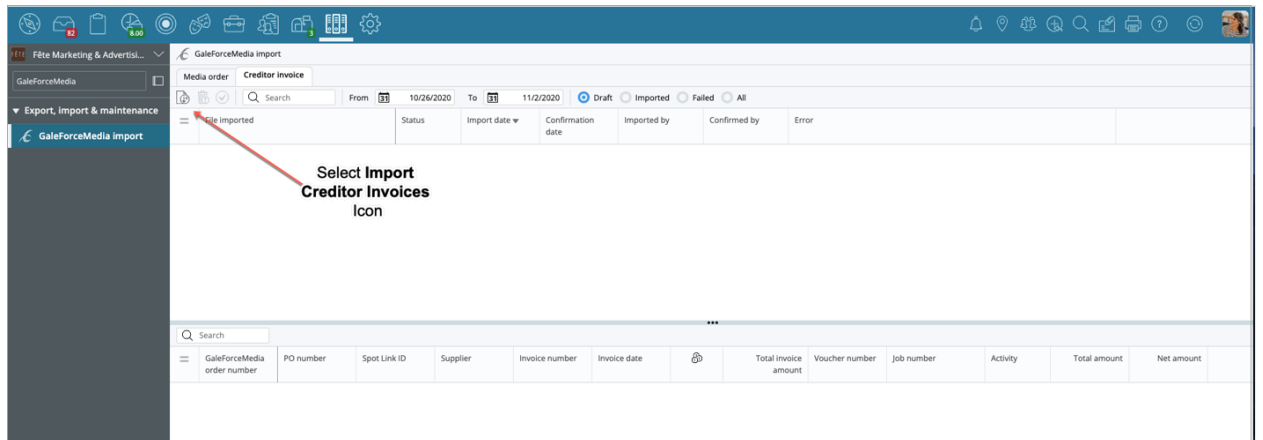 82
8.00
3
FÊTE Fête Marketing & Advertisi...
GaleForceMedia import
GaleForceMedia
Media order Creditor invoice
Search From 31 10/26/2020 To 31 11/2/2020 Draft Imported Failed All
Export, import & maintenance
GaleForceMedia import
File imported Status Import date Confirmation date Imported by Confirmed by Error
Select Import
Creditor Invoices
Icon
Search
GaleForceMedia order number PO number Spot Link ID Supplier Invoice number Invoice date Total invoice amount Voucher number Job number Activity Total amount Net amount